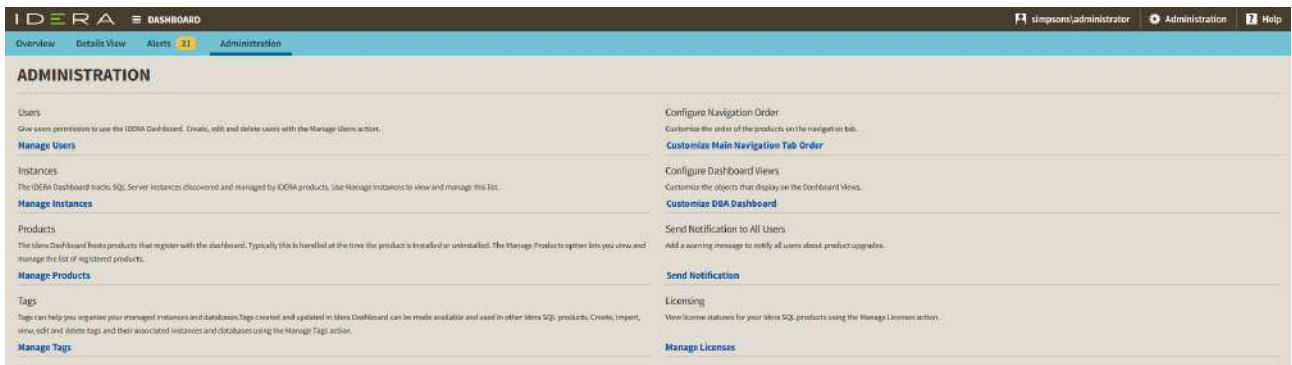 IDERA ≡ DASHBOARD
simpsons\administrator Administration ? Help
Overview Details View Alerts 31 Administration
ADMINISTRATION
Users
Give users permission to use the IDERA Dashboard. Create, edit and delete users with the Manage Users action.
Manage Users
Instances
The IDERA Dashboard tracks SQL Server instances discovered and managed by IDERA products. Use Manage Instances to view and manage this list.
Manage Instances
Products
The Idera Dashboard hosts products that register with the dashboard. Typically this is handled at the time the product is installed or uninstalled. The Manage Products option lets you view and
manage the list of registered products.
Manage Products
Tags
Tags can help you organize your managed instances and databases.Tags created and updated in Idera Dashboard can be made available and used in other Idera SQL products. Create, import,
view, edit and delete tags and their associated instances and databases using the Manage Tags action.
Manage Tags
Configure Navigation Order
Customize the order of the products on the navigation tab.
Customize Main Navigation Tab Order
Configure Dashboard Views
Customize the objects that display on the Dashboard Views.
Customize DBA Dashboard
Send Notification to All Users
Add a warning message to notify all users about product upgrades.
Send Notification
Licensing
View license statuses for your Idera SQL products using the Manage Licenses action.
Manage Licenses